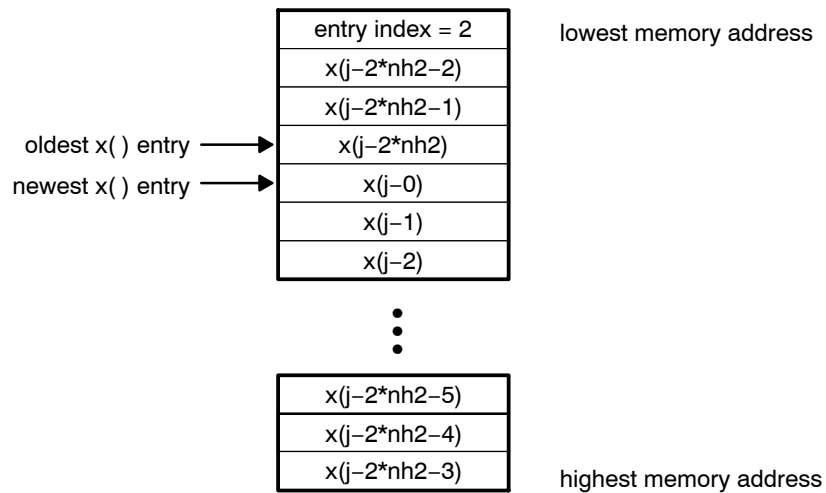 entry index = 2
lowest memory address
x(j−2*nh2−2)
x(j−2*nh2−1)
oldest x( ) entry
x(j−2*nh2)
newest x( ) entry
x(j−0)
x(j−1)
x(j−2)
x(j−2*nh2−5)
x(j−2*nh2−4)
x(j−2*nh2−3)
highest memory address